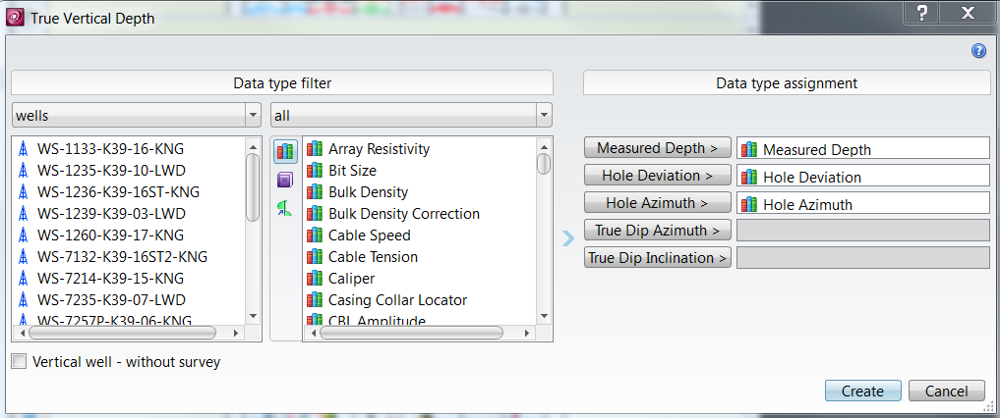 True Vertical Depth
? X
?
Data type filter
Data type assignment
wells
all
WS-1133-K39-16-KNG
WS-1235-K39-10-LWD
WS-1236-K39-16ST-KNG
WS-1239-K39-03-LWD
WS-1260-K39-17-KNG
WS-7132-K39-16ST2-KNG
WS-7214-K39-15-KNG
WS-7235-K39-07-LWD
WS-7257P-K39-06-KNG
Array Resistivity
Bit Size
Bulk Density
Bulk Density Correction
Cable Speed
Cable Tension
Caliper
Casing Collar Locator
CBL Amplitude
Measured Depth > Measured Depth
Hole Deviation > Hole Deviation
Hole Azimuth > Hole Azimuth
True Dip Azimuth >
True Dip Inclination >
Vertical well - without survey
Create Cancel